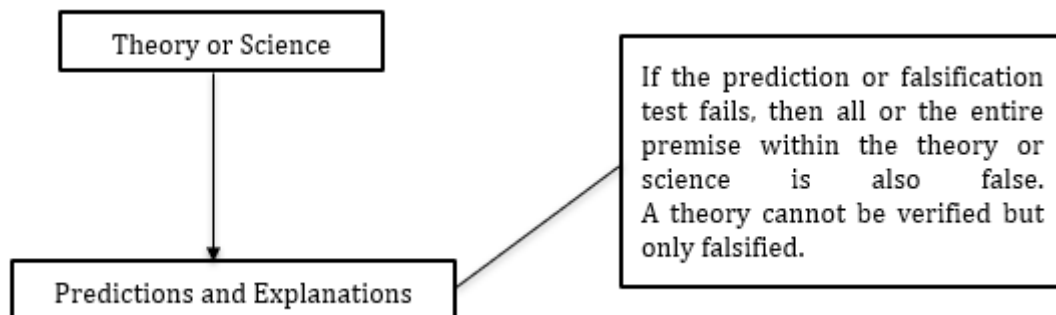 Theory or Science
If the prediction or falsification
test fails, then all or the entire
premise within the theory or
science is also false.
A theory cannot be verified but
only falsified.
Predictions and Explanations